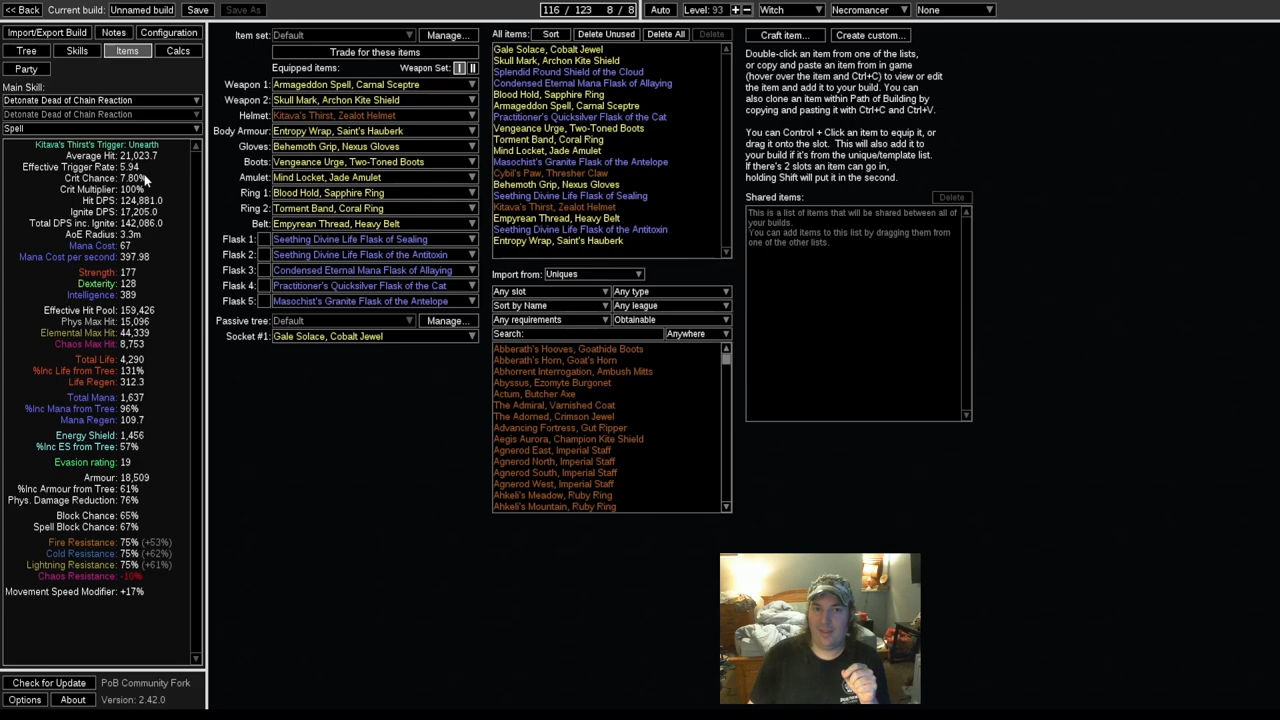 << Back Current build: Unnamed build Save Save As 116 / 123 8 / 8 Auto Level: 93 Witch Necromancer None
Import/Export Build Notes Configuration
Tree Skills Items Calcs
Party
Main Skill:
Detonate Dead of Chain Reaction
Detonate Dead of Chain Reaction
Spell
Kitava's Thirst's Trigger: Unearth
Average Hit: 21,023.7
Effective Trigger Rate: 5.94
Crit Chance: 7.80%
Crit Multiplier: 100%
Hit DPS: 124,881.0
Ignite DPS: 17,205.0
Total DPS inc. Ignite: 142,086.0
AoE Radius: 3.3m
Mana Cost: 67
Mana Cost per second: 397.98
Strength: 177
Dexterity: 128
Intelligence: 389
Effective Hit Pool: 159,426
Phys Max Hit: 15,096
Elemental Max Hit: 44,339
Chaos Max Hit: 8,753
Total Life: 4,290
%Inc Life from Tree: 131%
Life Regen: 312.3
Total Mana: 1,637
%Inc Mana from Tree: 96%
Mana Regen: 109.7
Energy Shield: 1,456
%Inc ES from Tree: 57%
Evasion rating: 19
Armour: 18,509
%Inc Armour from Tree: 61%
Phys. Damage Reduction: 76%
Block Chance: 65%
Spell Block Chance: 67%
Fire Resistance: 75% (+53%)
Cold Resistance: 75% (+62%)
Lightning Resistance: 75% (+61%)
Chaos Resistance: -10%
Movement Speed Modifier: +17%
Check for Update PoB Community Fork
Options About Version: 2.42.0
Item set: Default Manage...
Trade for these items
Equipped items: Weapon Set: I II
Weapon 1: Armageddon Spell, Carnal Sceptre
Weapon 2: Skull Mark, Archon Kite Shield
Helmet: Kitava's Thirst, Zealot Helmet
Body Armour: Entropy Wrap, Saint's Hauberk
Gloves: Behemoth Grip, Nexus Gloves
Boots: Vengeance Urge, Two-Toned Boots
Amulet: Mind Locket, Jade Amulet
Ring 1: Blood Hold, Sapphire Ring
Ring 2: Torment Band, Coral Ring
Belt: Empyrean Thread, Heavy Belt
Flask 1: Seething Divine Life Flask of Sealing
Flask 2: Seething Divine Life Flask of the Antitoxin
Flask 3: Condensed Eternal Mana Flask of Allaying
Flask 4: Practitioner's Quicksilver Flask of the Cat
Flask 5: Masochist's Granite Flask of the Antelope
Passive tree: Default Manage...
Socket #1: Gale Solace, Cobalt Jewel
All items: Sort Delete Unused Delete All Delete
Gale Solace, Cobalt Jewel
Skull Mark, Archon Kite Shield
Splendid Round Shield of the Cloud
Condensed Eternal Mana Flask of Allaying
Blood Hold, Sapphire Ring
Armageddon Spell, Carnal Sceptre
Practitioner's Quicksilver Flask of the Cat
Vengeance Urge, Two-Toned Boots
Torment Band, Coral Ring
Mind Locket, Jade Amulet
Masochist's Granite Flask of the Antelope
Cybil's Paw, Thresher Claw
Behemoth Grip, Nexus Gloves
Seething Divine Life Flask of Sealing
Kitava's Thirst, Zealot Helmet
Empyrean Thread, Heavy Belt
Seething Divine Life Flask of the Antitoxin
Entropy Wrap, Saint's Hauberk
Import from: Uniques
Any slot Any type
Sort by Name Any league
Any requirements Obtainable
Search: Anywhere
Abberath's Hooves, Goathide Boots
Abberath's Horn, Goat's Horn
Abhorrent Interrogation, Ambush Mitts
Abyssus, Ezomyte Burgonet
Actum, Butcher Axe
The Admiral, Varnished Coat
The Adorned, Crimson Jewel
Advancing Fortress, Gut Ripper
Aegis Aurora, Champion Kite Shield
Agnerod East, Imperial Staff
Agnerod North, Imperial Staff
Agnerod South, Imperial Staff
Agnerod West, Imperial Staff
Ahkeli's Meadow, Ruby Ring
Ahkeli's Mountain, Ruby Ring
Craft item... Create custom...
Double-click an item from one of the lists,
or copy and paste an item from in game
(hover over the item and Ctrl+C) to view or edit
the item and add it to your build. You can
also clone an item within Path of Building by
copying and pasting it with Ctrl+C and Ctrl+V.
You can Control + Click an item to equip it, or
drag it onto the slot. This will also add it to
your build if it's from the unique/template list.
If there's 2 slots an item can go in,
holding Shift will put it in the second.
Shared items: Delete
This is a list of items that will be shared between all of
your builds.
You can add items to this list by dragging them from
one of the other lists.